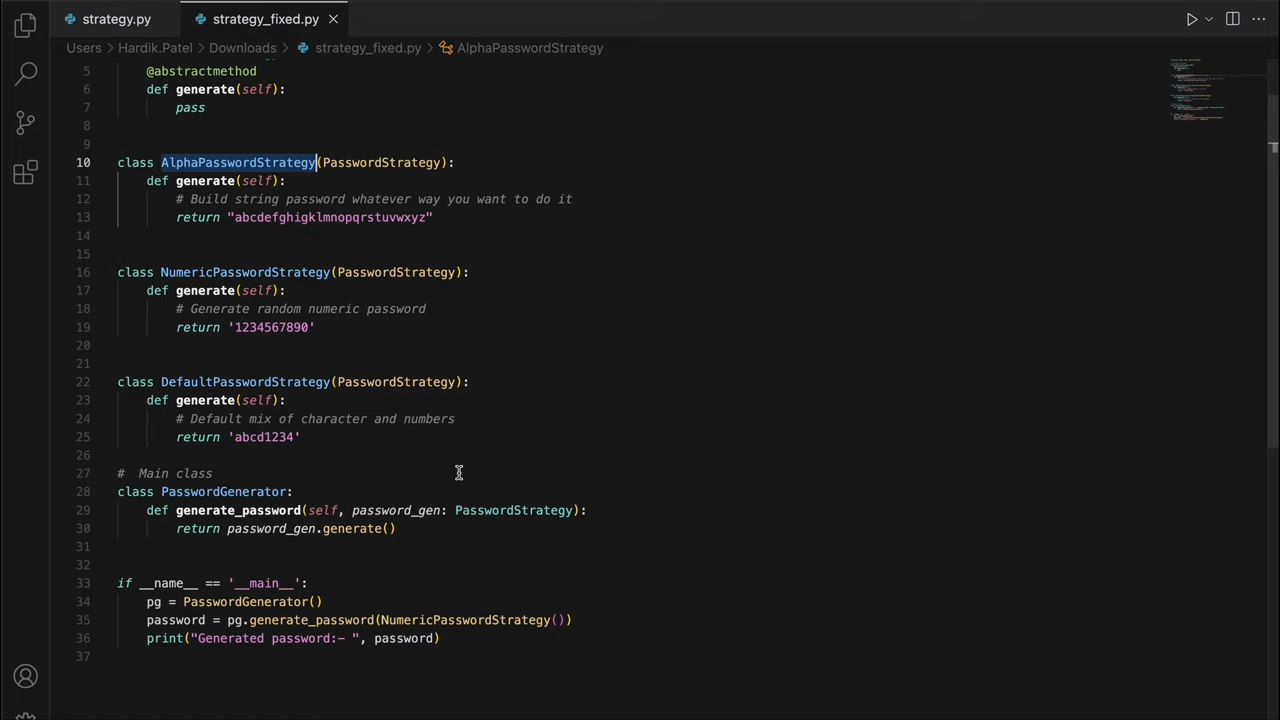 strategy.py
strategy_fixed.py
Users > Hardik.Patel > Downloads > strategy_fixed.py > AlphaPasswordStrategy
5 @abstractmethod
6 def generate(self):
7 pass
8
9
10 class AlphaPasswordStrategy(PasswordStrategy):
11 def generate(self):
12 # Build string password whatever way you want to do it
13 return "abcdefghigklmnopqrstuvwxyz"
14
15
16 class NumericPasswordStrategy(PasswordStrategy):
17 def generate(self):
18 # Generate random numeric password
19 return '1234567890'
20
21
22 class DefaultPasswordStrategy(PasswordStrategy):
23 def generate(self):
24 # Default mix of character and numbers
25 return 'abcd1234'
26
27 #  Main class
28 class PasswordGenerator:
29 def generate_password(self, password_gen: PasswordStrategy):
30 return password_gen.generate()
31
32
33 if __name__ == '__main__':
34 pg = PasswordGenerator()
35 password = pg.generate_password(NumericPasswordStrategy())
36 print("Generated password:- ", password)
37